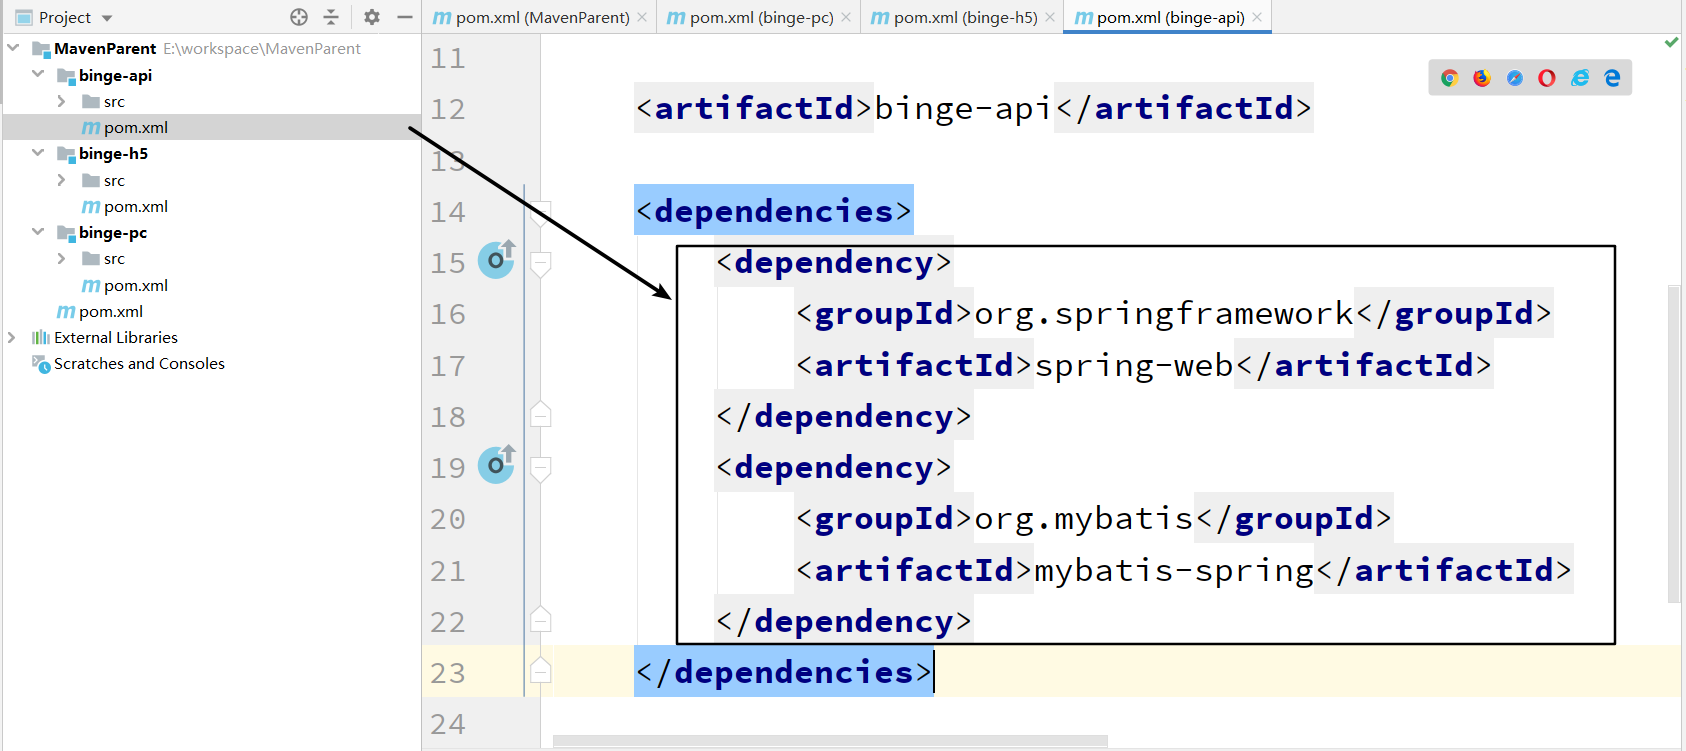 Project
MavenParent E:\workspace\MavenParent
binge-api
src
pom.xml
binge-h5
src
pom.xml
binge-pc
src
pom.xml
pom.xml
External Libraries
Scratches and Consoles
pom.xml (MavenParent) pom.xml (binge-pc) pom.xml (binge-h5) pom.xml (binge-api)
11
12 <artifactId>binge-api</artifactId>
13
14 <dependencies>
15 <dependency>
16 <groupId>org.springframework</groupId>
17 <artifactId>spring-web</artifactId>
18 </dependency>
19 <dependency>
20 <groupId>org.mybatis</groupId>
21 <artifactId>mybatis-spring</artifactId>
22 </dependency>
23 </dependencies>
24